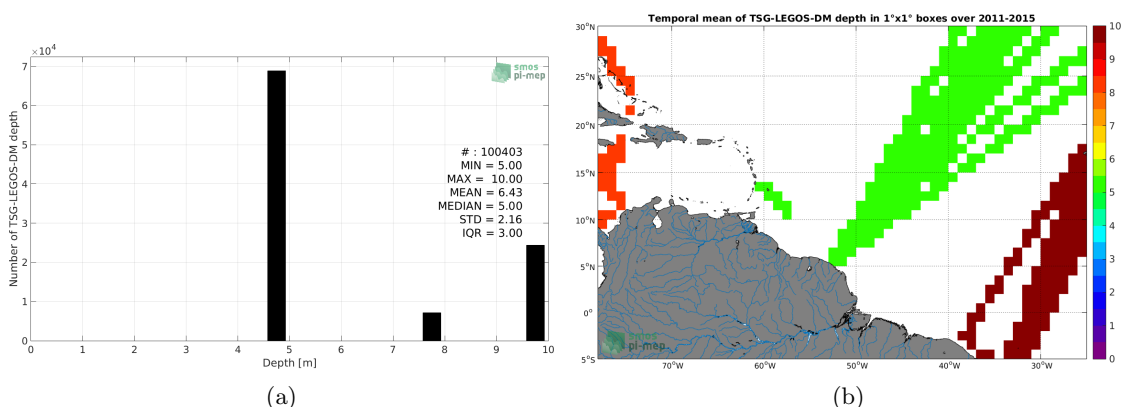 ×10⁴
7
6
5
4
3
2
1
0
Number of TSG-LEGOS-DM depth
smos
pi-mep
# : 100403
MIN = 5.00
MAX = 10.00
MEAN = 6.43
MEDIAN = 5.00
STD = 2.16
IQR = 3.00
0 1 2 3 4 5 6 7 8 9 10
Depth [m]
(a)
Temporal mean of TSG-LEGOS-DM depth in 1°x1° boxes over 2011-2015
30°N
25°N
20°N
15°N
10°N
5°N
0°
5°S
70°W 60°W 50°W 40°W 30°W
smos
pi-mep
10
9
8
7
6
5
4
3
2
1
0
(b)